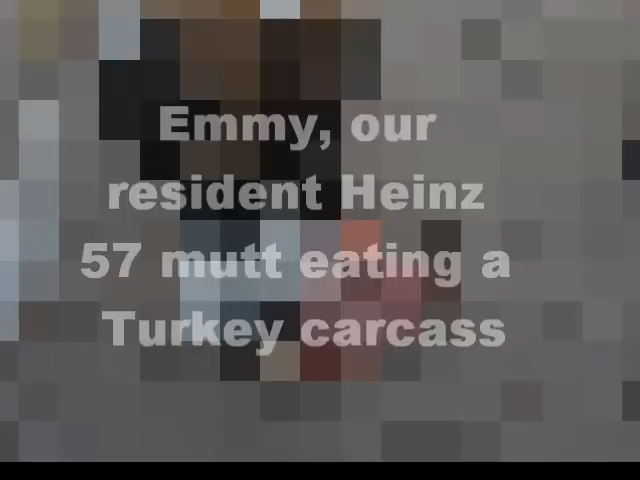 Emmy, our
resident Heinz
57 mutt eating a
Turkey carcass